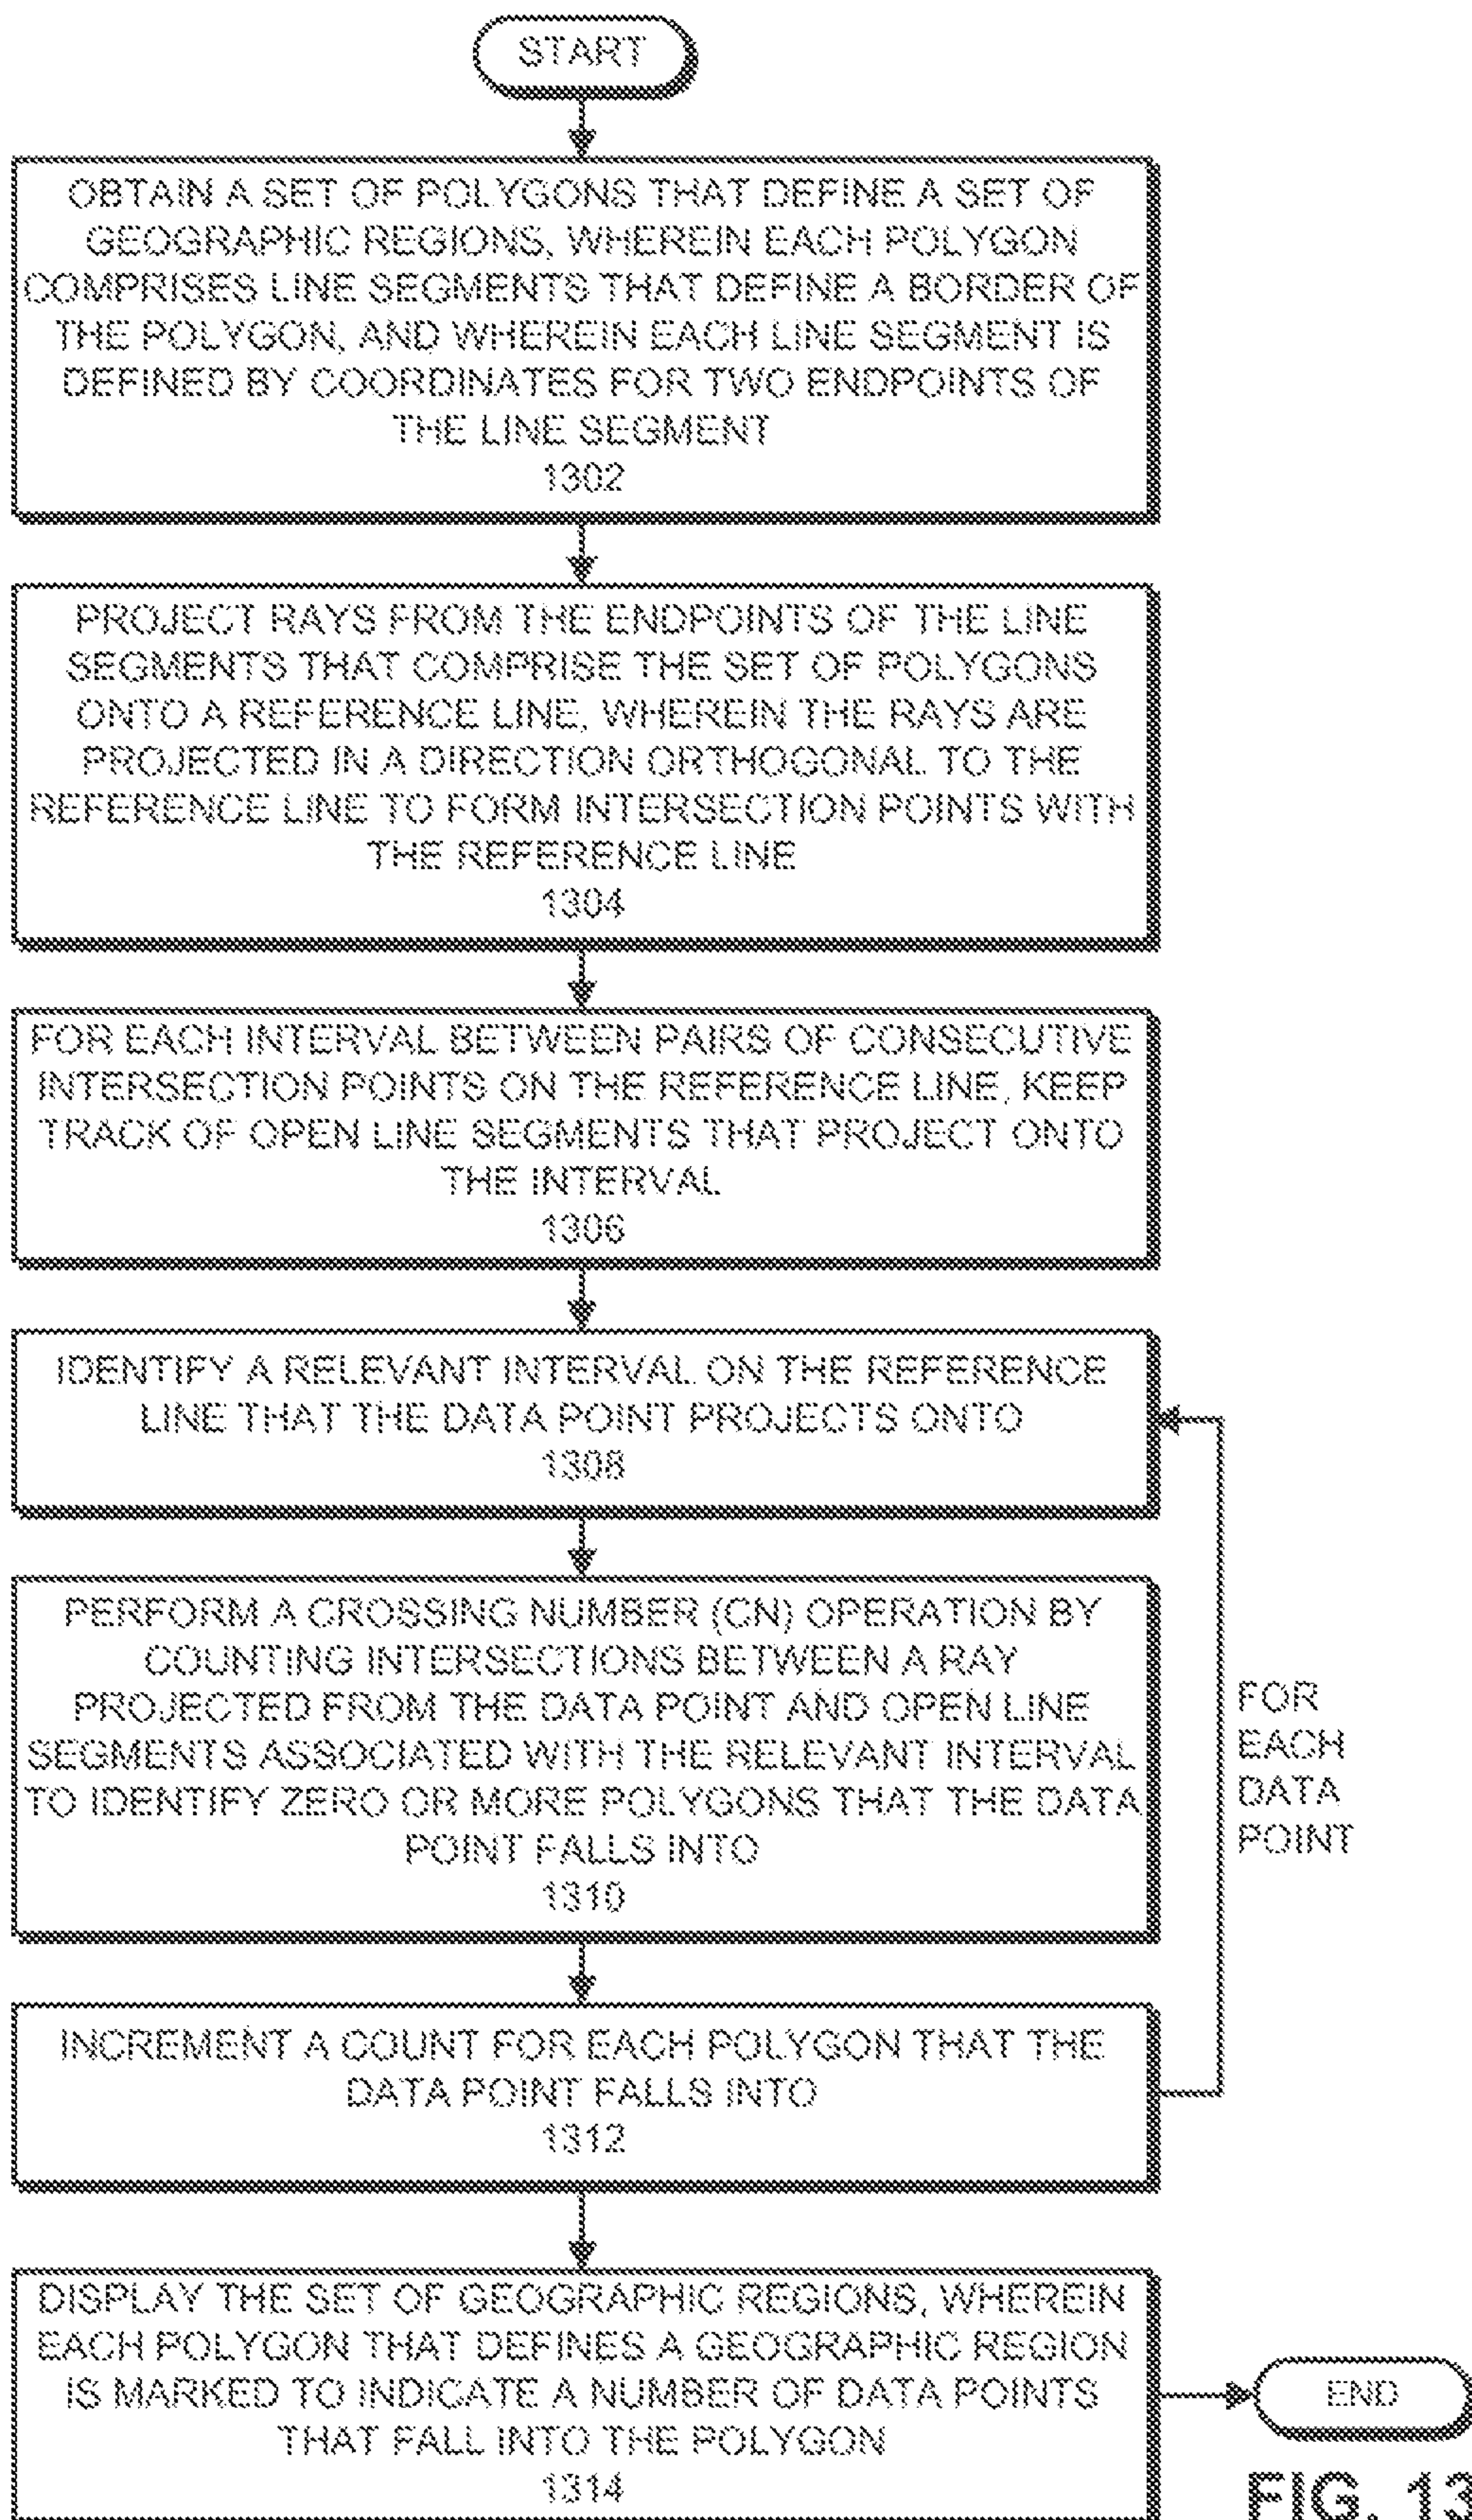 START
OBTAIN A SET OF POLYGONS THAT DEFINE A SET OF
GEOGRAPHIC REGIONS, WHEREIN EACH POLYGON
COMPRISES LINE SEGMENTS THAT DEFINE A BORDER OF
THE POLYGON, AND WHEREIN EACH LINE SEGMENT IS
DEFINED BY COORDINATES FOR TWO ENDPOINTS OF
THE LINE SEGMENT
1302
PROJECT RAYS FROM THE ENDPOINTS OF THE LINE
SEGMENTS THAT COMPRISE THE SET OF POLYGONS
ONTO A REFERENCE LINE, WHEREIN THE RAYS ARE
PROJECTED IN A DIRECTION ORTHOGONAL TO THE
REFERENCE LINE TO FORM INTERSECTION POINTS WITH
THE REFERENCE LINE
1304
FOR EACH INTERVAL BETWEEN PAIRS OF CONSECUTIVE
INTERSECTION POINTS ON THE REFERENCE LINE, KEEP
TRACK OF OPEN LINE SEGMENTS THAT PROJECT ONTO
THE INTERVAL
1306
IDENTIFY A RELEVANT INTERVAL ON THE REFERENCE
LINE THAT THE DATA POINT PROJECTS ONTO
1308
PERFORM A CROSSING NUMBER (CN) OPERATION BY
COUNTING INTERSECTIONS BETWEEN A RAY
PROJECTED FROM THE DATA POINT AND OPEN LINE
SEGMENTS ASSOCIATED WITH THE RELEVANT INTERVAL
TO IDENTIFY ZERO OR MORE POLYGONS THAT THE DATA
POINT FALLS INTO
1310
FOR
EACH
DATA
POINT
INCREMENT A COUNT FOR EACH POLYGON THAT THE
DATA POINT FALLS INTO
1312
DISPLAY THE SET OF GEOGRAPHIC REGIONS, WHEREIN
EACH POLYGON THAT DEFINES A GEOGRAPHIC REGION
IS MARKED TO INDICATE A NUMBER OF DATA POINTS
THAT FALL INTO THE POLYGON
1314
END
FIG. 13